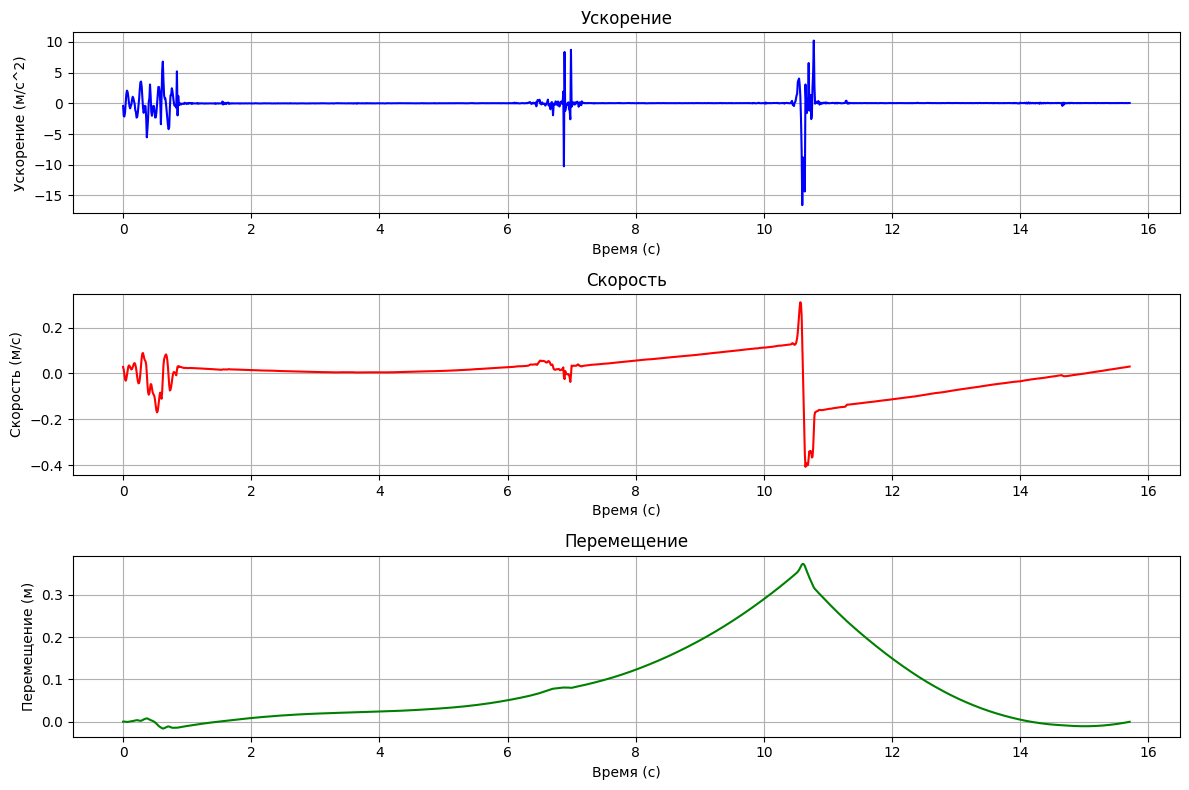 Ускорение
Ускорение (м/с^2)
10
5
0
−5
−10
−15
0 2 4 6 8 10 12 14 16
Время (с)
Скорость
Скорость (м/с)
0.2
0.0
−0.2
−0.4
0 2 4 6 8 10 12 14 16
Время (с)
Перемещение
Перемещение (м)
0.3
0.2
0.1
0.0
0 2 4 6 8 10 12 14 16
Время (с)